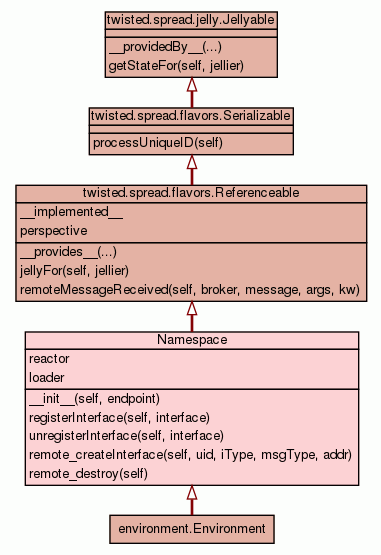 twisted.spread.jelly.Jellyable
__providedBy__(...)
getStateFor(self, jellier)
twisted.spread.flavors.Serializable
processUniqueID(self)
twisted.spread.flavors.Referenceable
__implemented__
perspective
__provides__(...)
jellyFor(self, jellier)
remoteMessageReceived(self, broker, message, args, kw)
Namespace
reactor
loader
__init__(self, endpoint)
registerInterface(self, interface)
unregisterInterface(self, interface)
remote_createInterface(self, uid, iType, msgType, addr)
remote_destroy(self)
environment.Environment